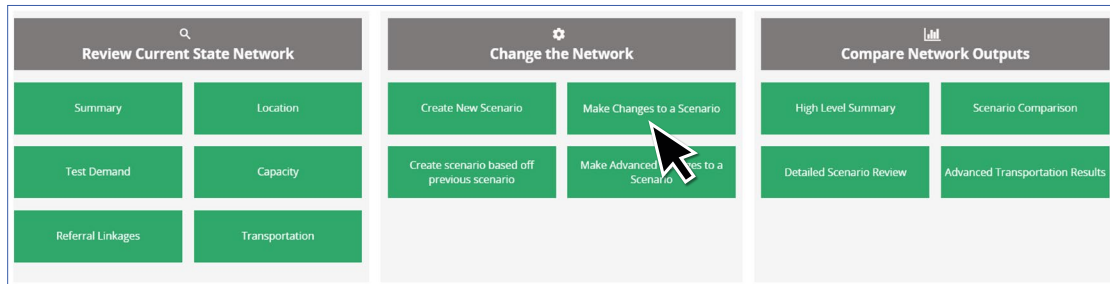 Review Current State Network
Summary
Location
Test Demand
Capacity
Referral Linkages
Transportation
Change the Network
Create New Scenario
Make Changes to a Scenario
Create scenario based off
previous scenario
Make Advanced to a
Scenario
Compare Network Outputs
High Level Summary
Scenario Comparison
Detailed Scenario Review
Advanced Transportation Results